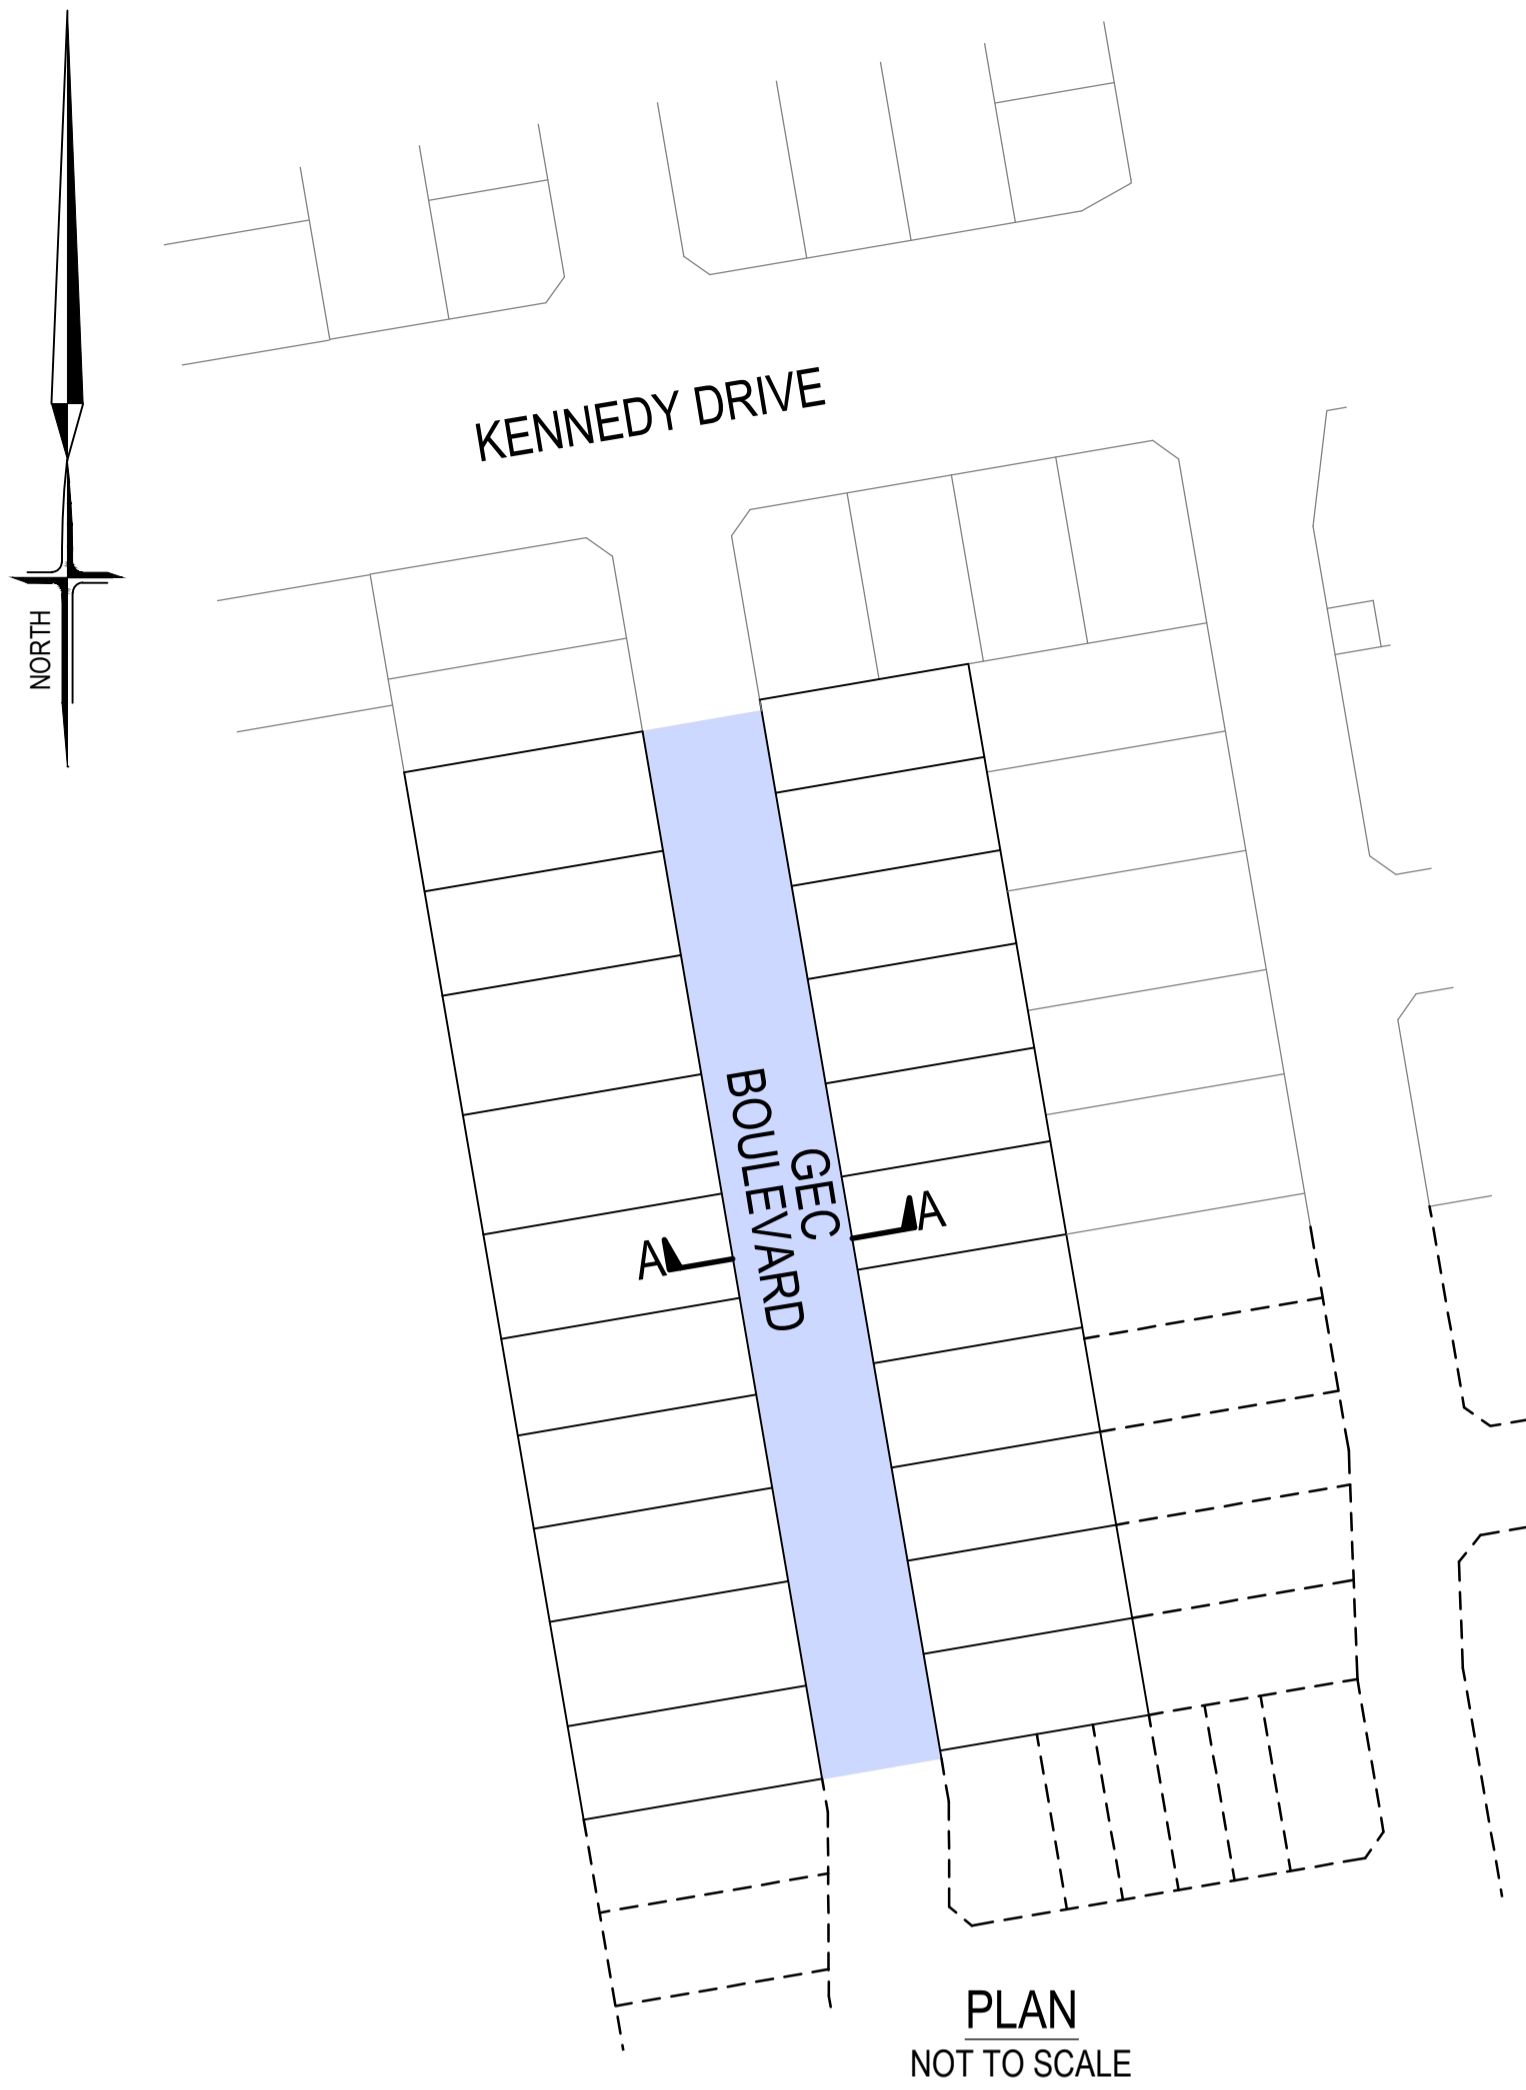 KENNEDY DRIVE
NORTH
GEC
BOULEVARD
A
A
PLAN
NOT TO SCALE